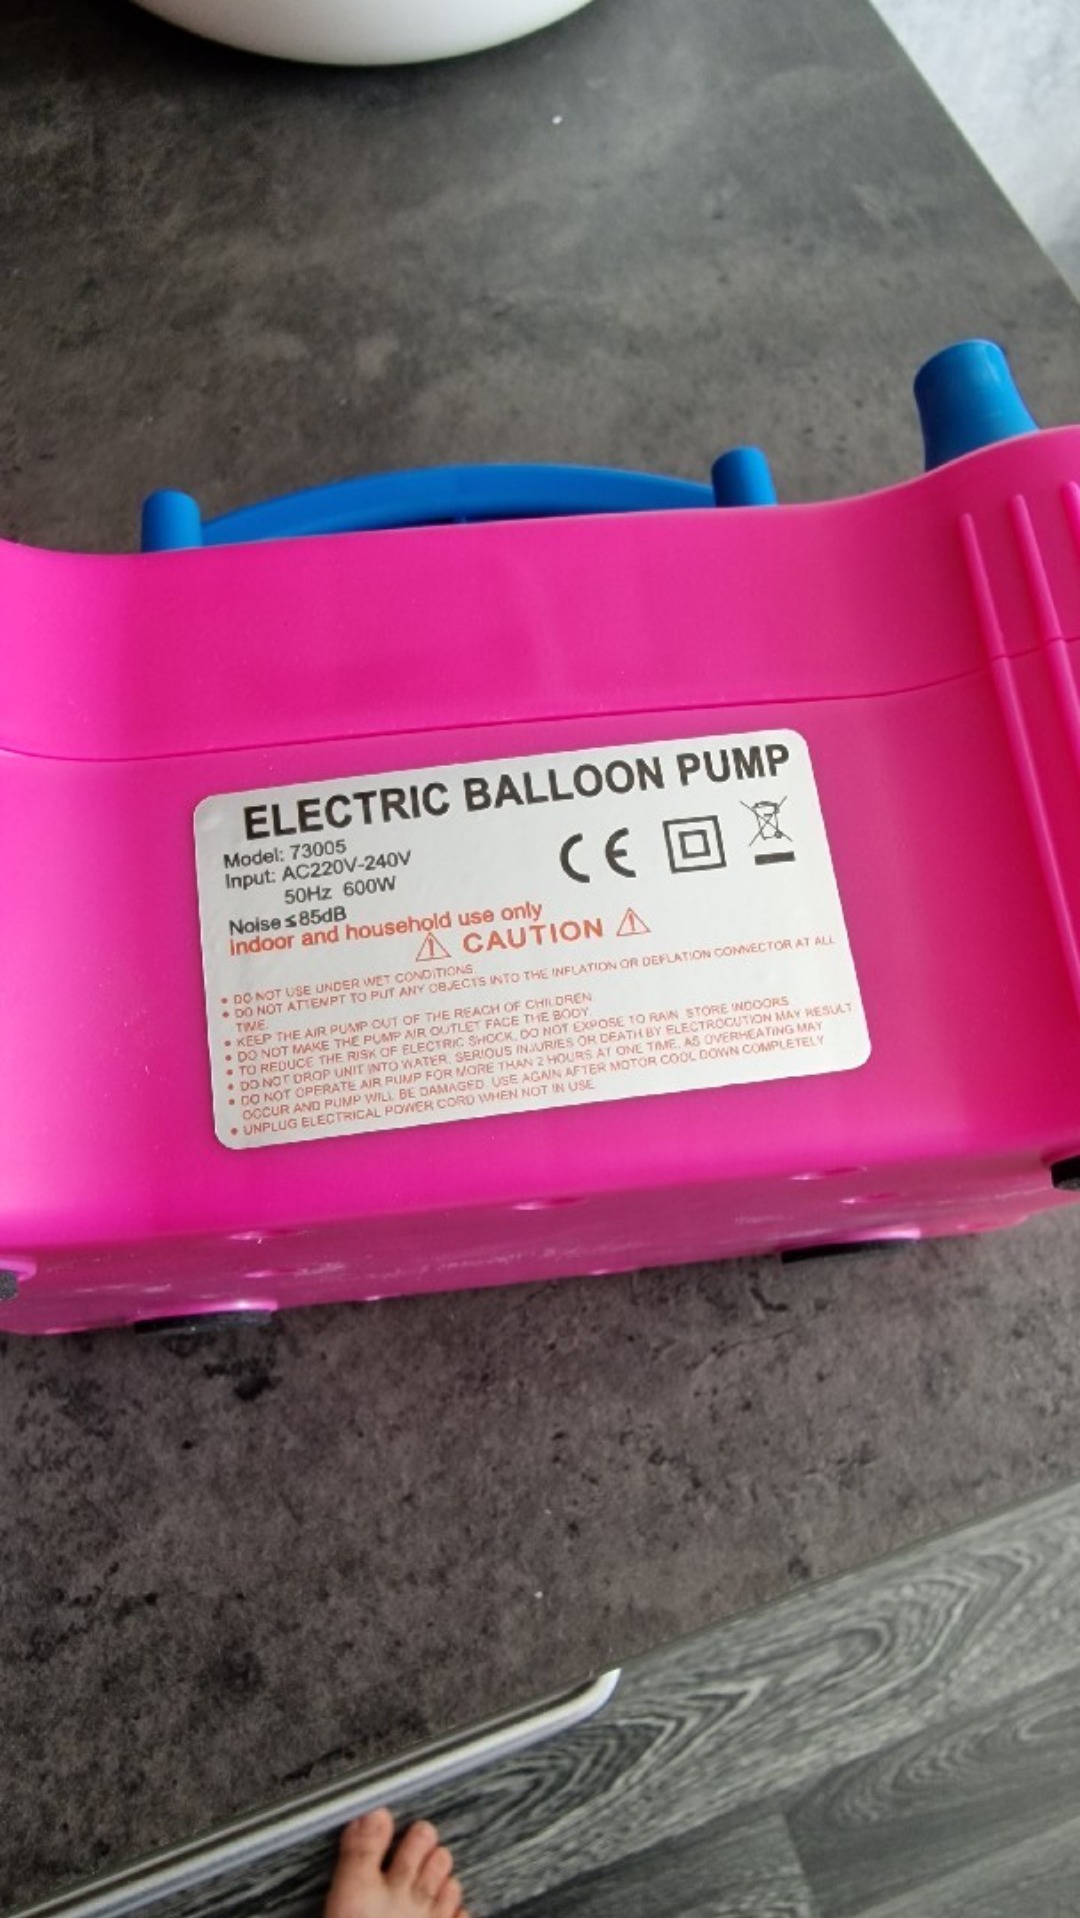 ELECTRIC BALLOON PUMP
Model: 73005
Input: AC220V-240V
50Hz 600W
Noise ≤85dB
CE
Indoor and household use only
CAUTION
• DO NOT USE UNDER WET CONDITIONS.
• DO NOT ATTEMPT TO PUT ANY OBJECTS INTO THE INFLATION OR DEFLATION CONNECTOR AT ALL
TIME.
• KEEP THE AIR PUMP OUT OF THE REACH OF CHILDREN
• DO NOT MAKE THE PUMP AIR OUTLET FACE THE BODY.
• TO REDUCE THE RISK OF ELECTRIC SHOCK, DO NOT EXPOSE TO RAIN. STORE INDOORS
• DO NOT DROP UNIT INTO WATER, SERIOUS INJURIES OR DEATH BY ELECTROCUTION MAY RESULT
• DO NOT OPERATE AIR PUMP FOR MORE THAN 2 HOURS AT ONE TIME, AS OVERHEATING MAY
OCCUR AND PUMP WILL BE DAMAGED. USE AGAIN AFTER MOTOR COOL DOWN COMPLETELY
• UNPLUG ELECTRICAL POWER CORD WHEN NOT IN USE